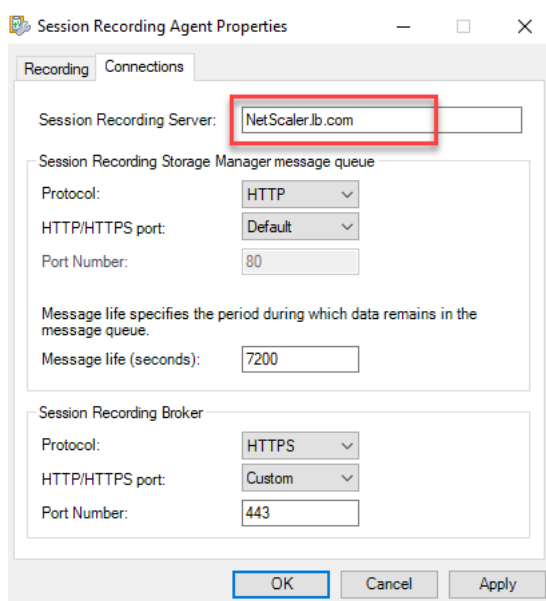 Session Recording Agent Properties
Recording Connections
Session Recording Server: NetScaler.lb.com
Session Recording Storage Manager message queue
Protocol: HTTP
HTTP/HTTPS port: Default
Port Number: 80
Message life specifies the period during which data remains in the
message queue.
Message life (seconds): 7200
Session Recording Broker
Protocol: HTTPS
HTTP/HTTPS port: Custom
Port Number: 443
OK Cancel Apply